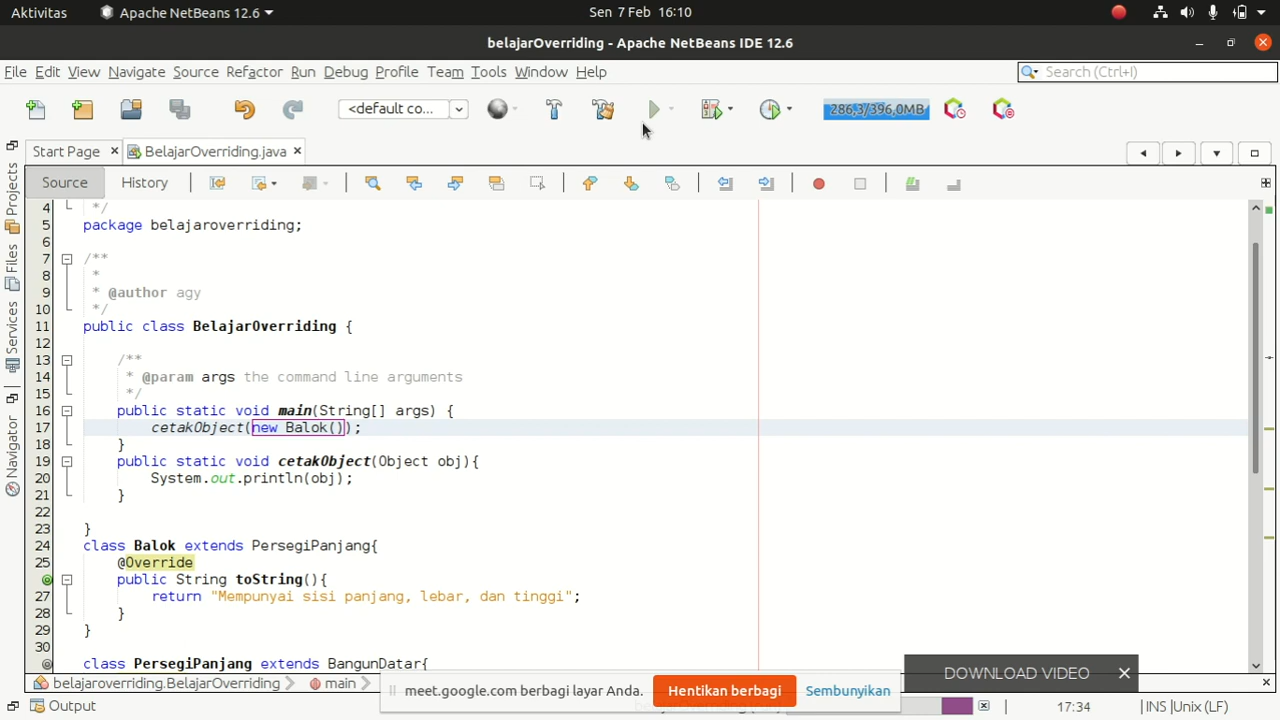 Aktivitas Apache NetBeans 12.6 Sen 7 Feb 16:10
belajarOverriding - Apache NetBeans IDE 12.6
File Edit View Navigate Source Refactor Run Debug Profile Team Tools Window Help Search (Ctrl+I)
<default co... 286,3/396,0MB
Start Page BelajarOverriding.java
Source History
Projects
Files
Services
Navigator
4 */
5 package belajaroverriding;
6
7 /**
8 *
9 * @author agy
10 */
11 public class BelajarOverriding {
12
13 /**
14 * @param args the command line arguments
15 */
16 public static void main(String[] args) {
17 cetakObject(new Balok());
18 }
19 public static void cetakObject(Object obj){
20 System.out.println(obj);
21 }
22
23 }
24 class Balok extends PersegiPanjang{
25 @Override
public String toString(){
27 return "Mempunyai sisi panjang, lebar, dan tinggi";
28 }
29 }
30
class PersegiPanjang extends BangunDatar{
belajaroverriding.BelajarOverriding main
meet.google.com berbagi layar Anda. Hentikan berbagi Sembunyikan
DOWNLOAD VIDEO
Output 17:34 INS Unix (LF)